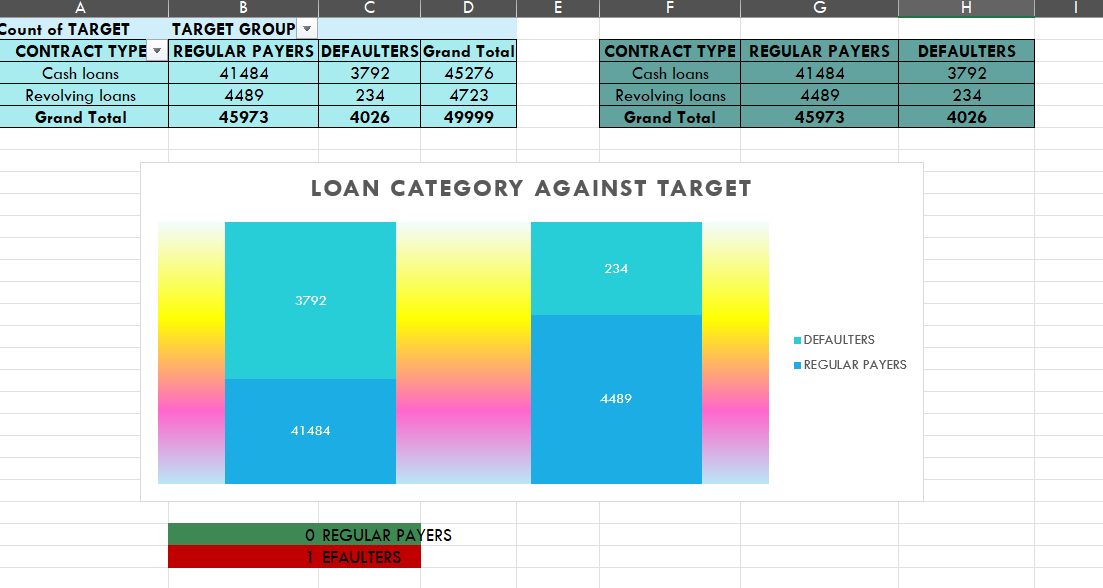 A B C D E F G H I
Count of TARGET TARGET GROUP
CONTRACT TYPE REGULAR PAYERS DEFAULTERS Grand Total CONTRACT TYPE REGULAR PAYERS DEFAULTERS
Cash loans 41484 3792 45276 Cash loans 41484 3792
Revolving loans 4489 234 4723 Revolving loans 4489 234
Grand Total 45973 4026 49999 Grand Total 45973 4026
LOAN CATEGORY AGAINST TARGET
234
3792
DEFAULTERS
REGULAR PAYERS
4489
41484
0 REGULAR PAYERS
1 EFAULTERS